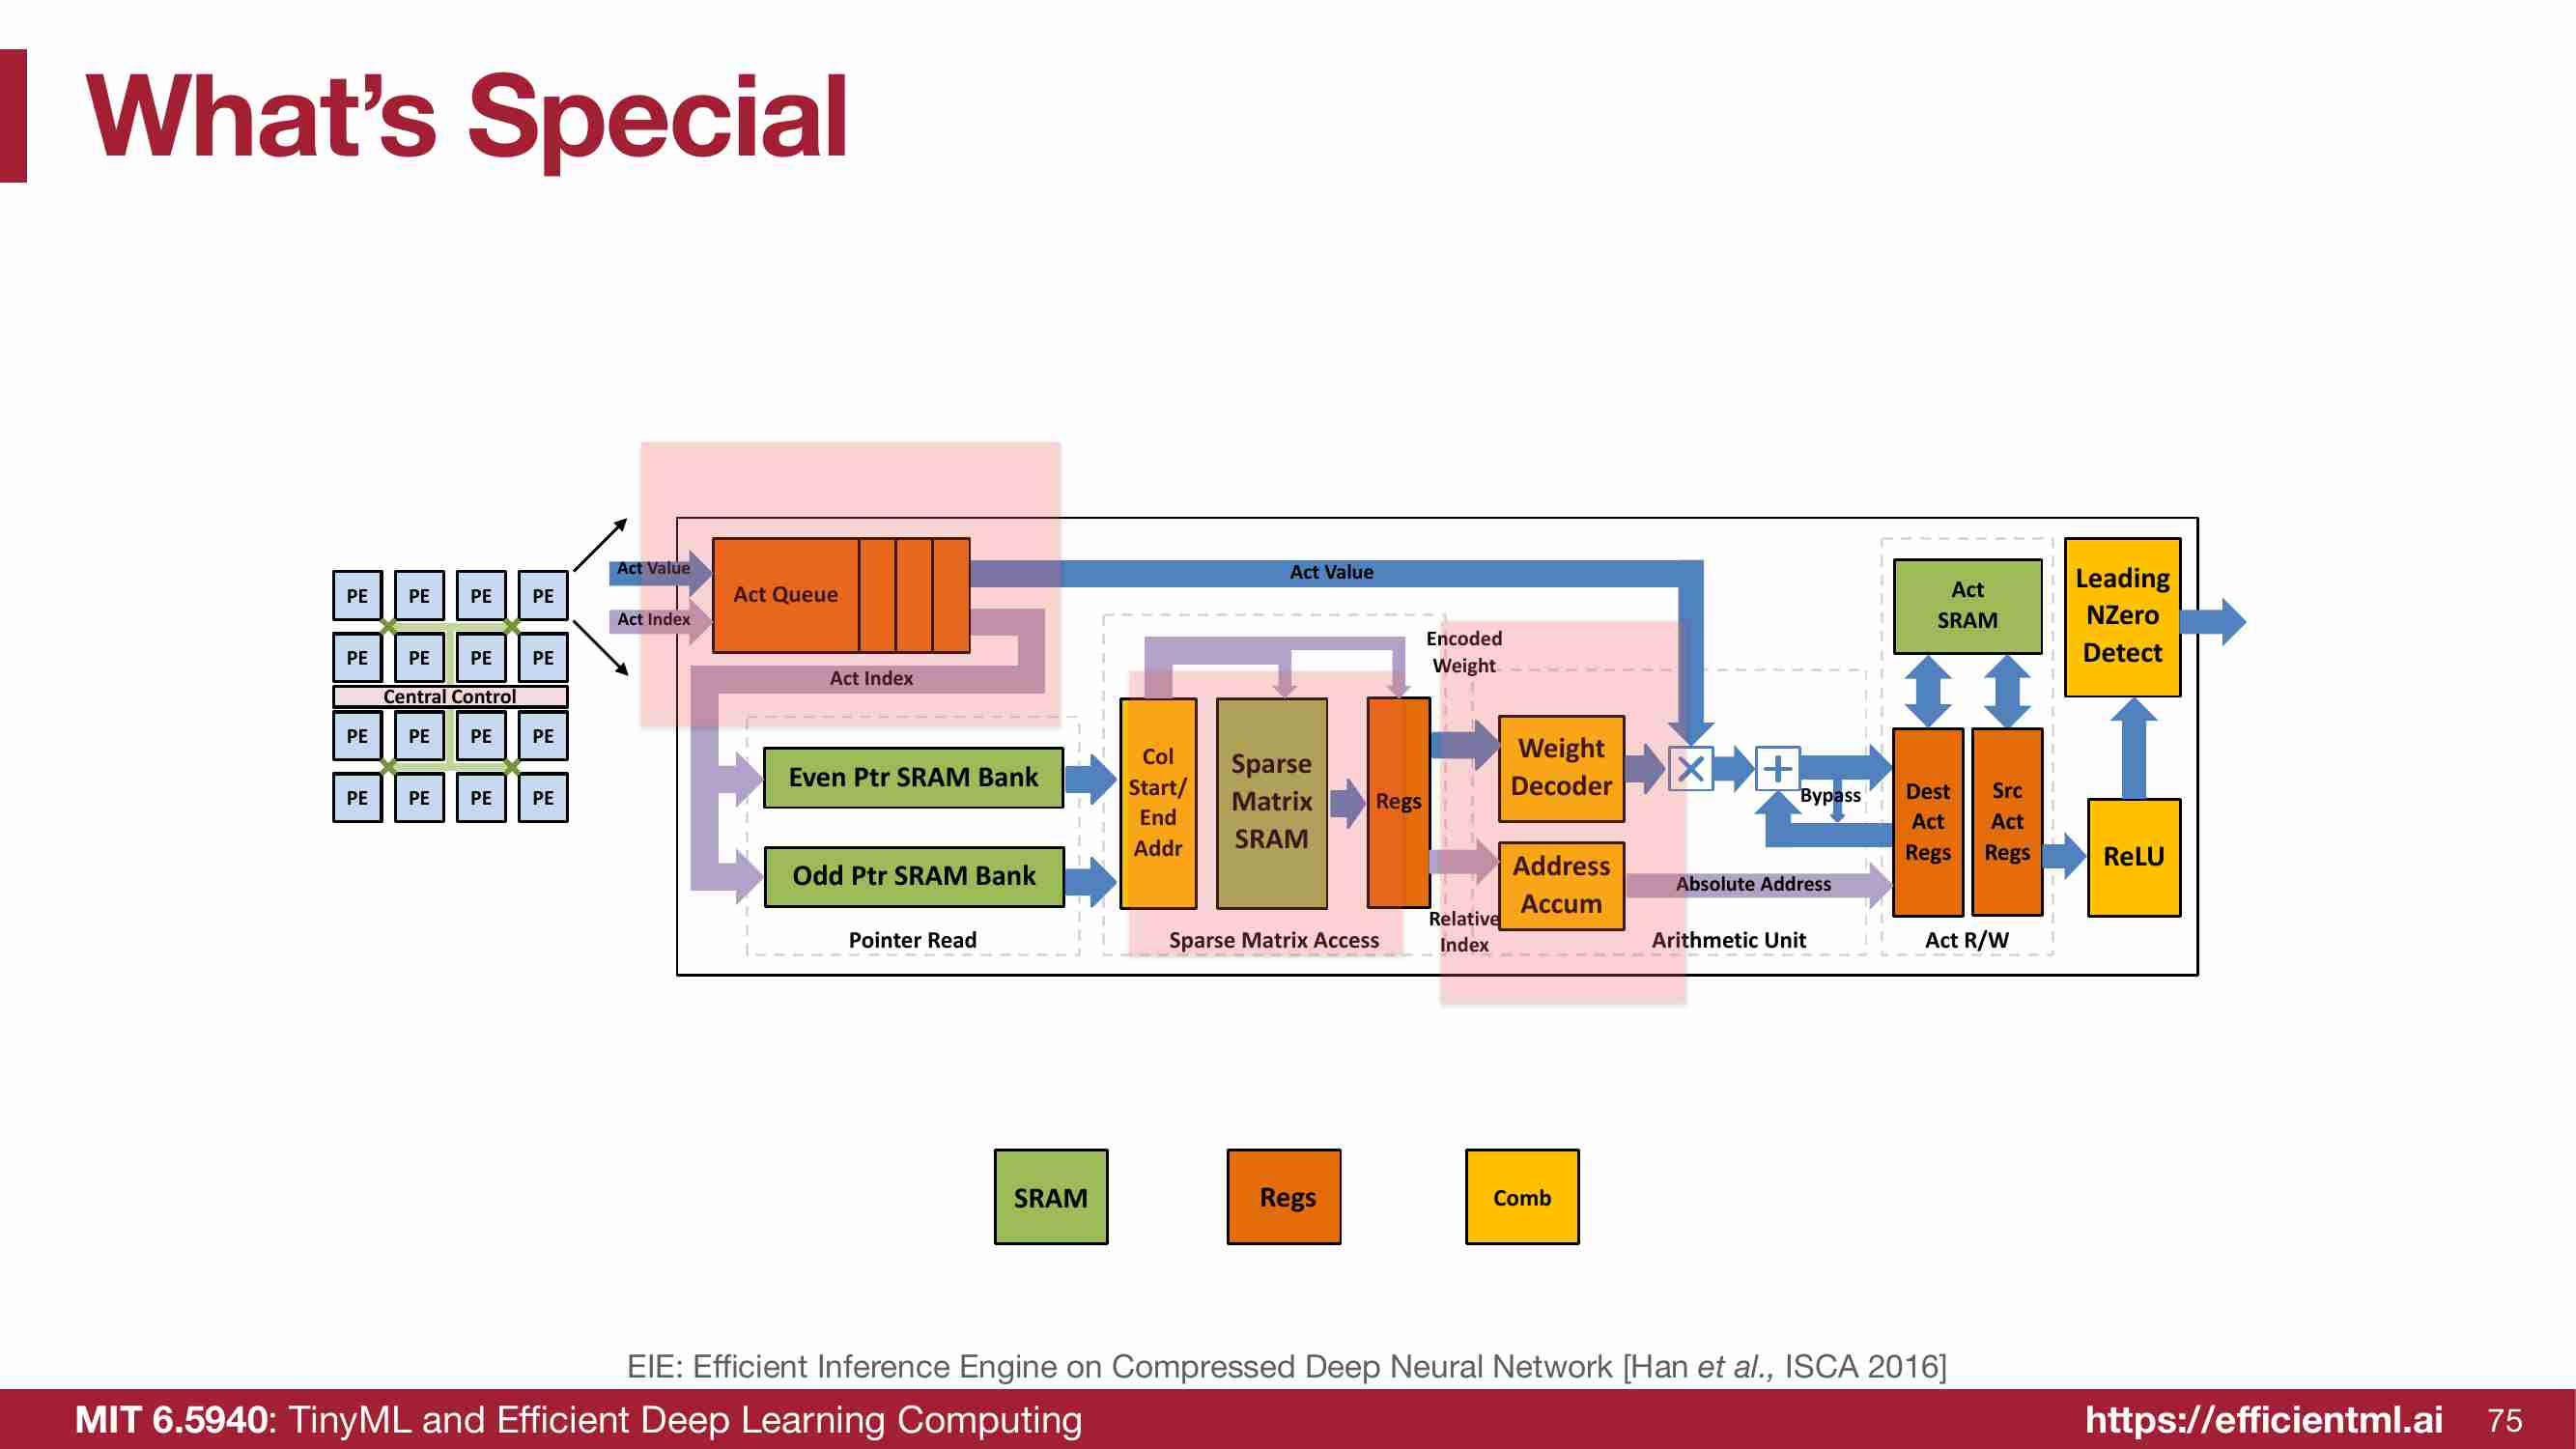 What's Special
PE PE PE PE
PE PE PE PE
Central Control
PE PE PE PE
PE PE PE PE
Act Value
Act Index
Act Queue
Act Value
Act Index
Even Ptr SRAM Bank
Odd Ptr SRAM Bank
Pointer Read
Col
Start/
End
Addr
Sparse
Matrix
SRAM
Regs
Sparse Matrix Access
Encoded
Weight
Relative
Index
Weight
Decoder
Address
Accum
Bypass
Absolute Address
Arithmetic Unit
Act
SRAM
Dest
Act
Regs
Src
Act
Regs
Act R/W
Leading
NZero
Detect
ReLU
SRAM
Regs
Comb
EIE: Efficient Inference Engine on Compressed Deep Neural Network [Han et al., ISCA 2016]
MIT 6.5940: TinyML and Efficient Deep Learning Computing
https://efficientml.ai 75